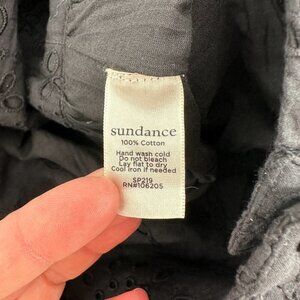 sundance
100% Cotton
Hand wash cold
Do not bleach
Lay flat to dry
Cool iron if needed
SP219
RN#106205